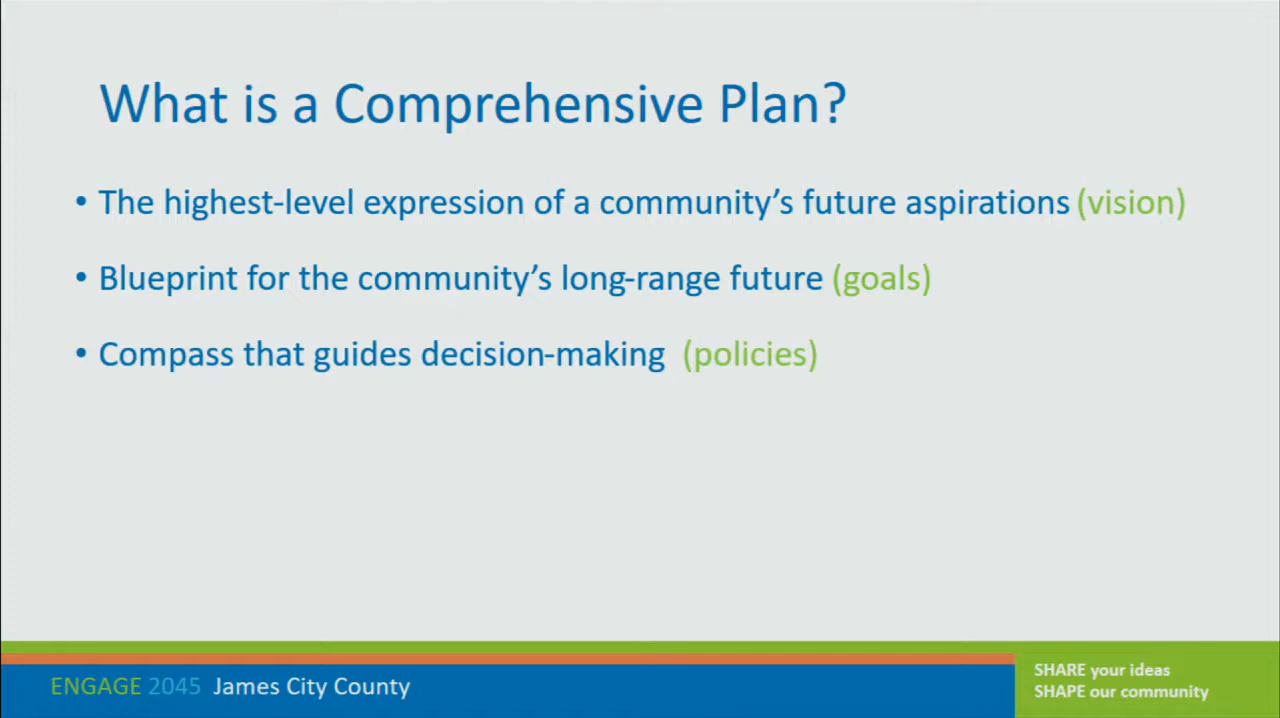 What is a Comprehensive Plan?
• The highest-level expression of a community’s future aspirations (vision)
• Blueprint for the community’s long-range future (goals)
• Compass that guides decision-making (policies)
ENGAGE 2045 James City County
SHARE your ideas
SHAPE our community